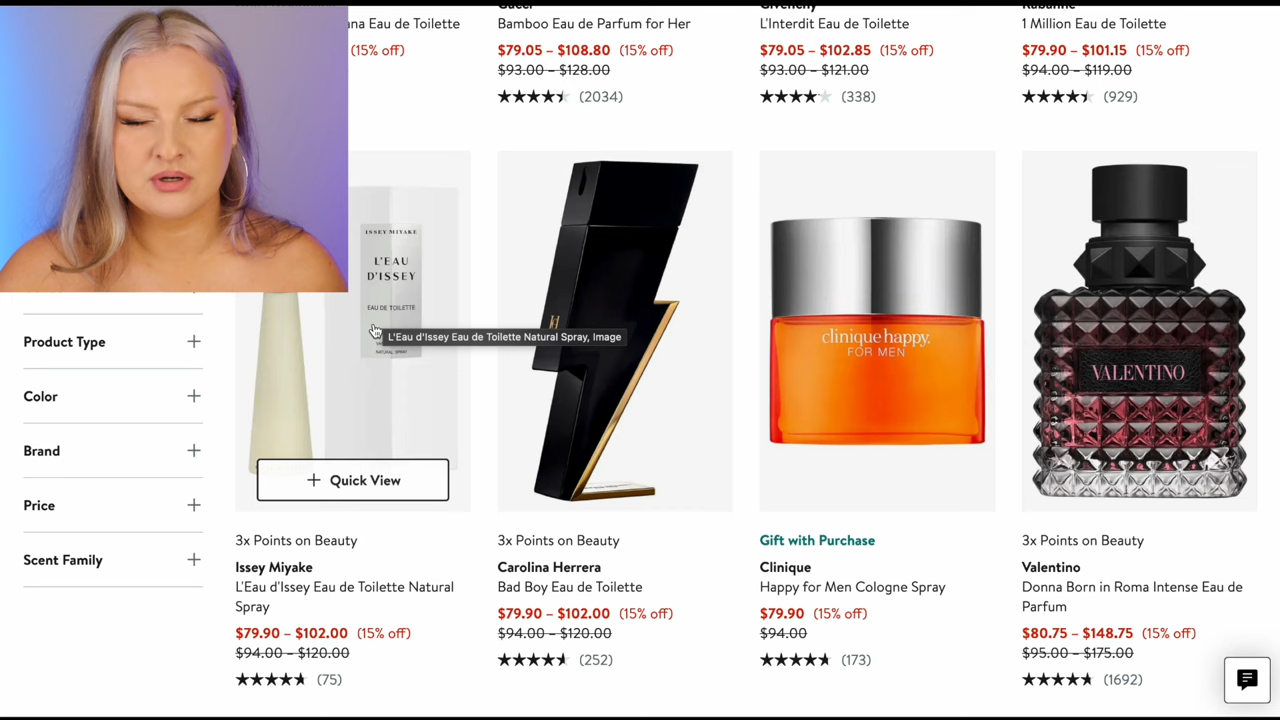 Gucci
Givenchy
Rabanne
na Eau de Toilette
Bamboo Eau de Parfum for Her
L'Interdit Eau de Toilette
1 Million Eau de Toilette
(15% off)
$79.05 – $108.80 (15% off)
$79.05 – $102.85 (15% off)
$79.90 – $101.15 (15% off)
$93.00 – $128.00
$93.00 – $121.00
$94.00 – $119.00
(2034)
(338)
(929)
ISSEY MIYAKE
L'EAU
D'ISSEY
EAU DE TOILETTE
NATURAL SPRAY
L'Eau d'Issey Eau de Toilette Natural Spray, Image
clinique happy.
FOR MEN
VALENTINO
Product Type
Color
Brand
Price
Scent Family
Quick View
3x Points on Beauty
Issey Miyake
L'Eau d'Issey Eau de Toilette Natural
Spray
$79.90 – $102.00 (15% off)
$94.00 – $120.00
(75)
3x Points on Beauty
Carolina Herrera
Bad Boy Eau de Toilette
$79.90 – $102.00 (15% off)
$94.00 – $120.00
(252)
Gift with Purchase
Clinique
Happy for Men Cologne Spray
$79.90 (15% off)
$94.00
(173)
3x Points on Beauty
Valentino
Donna Born in Roma Intense Eau de
Parfum
$80.75 – $148.75 (15% off)
$95.00 – $175.00
(1692)